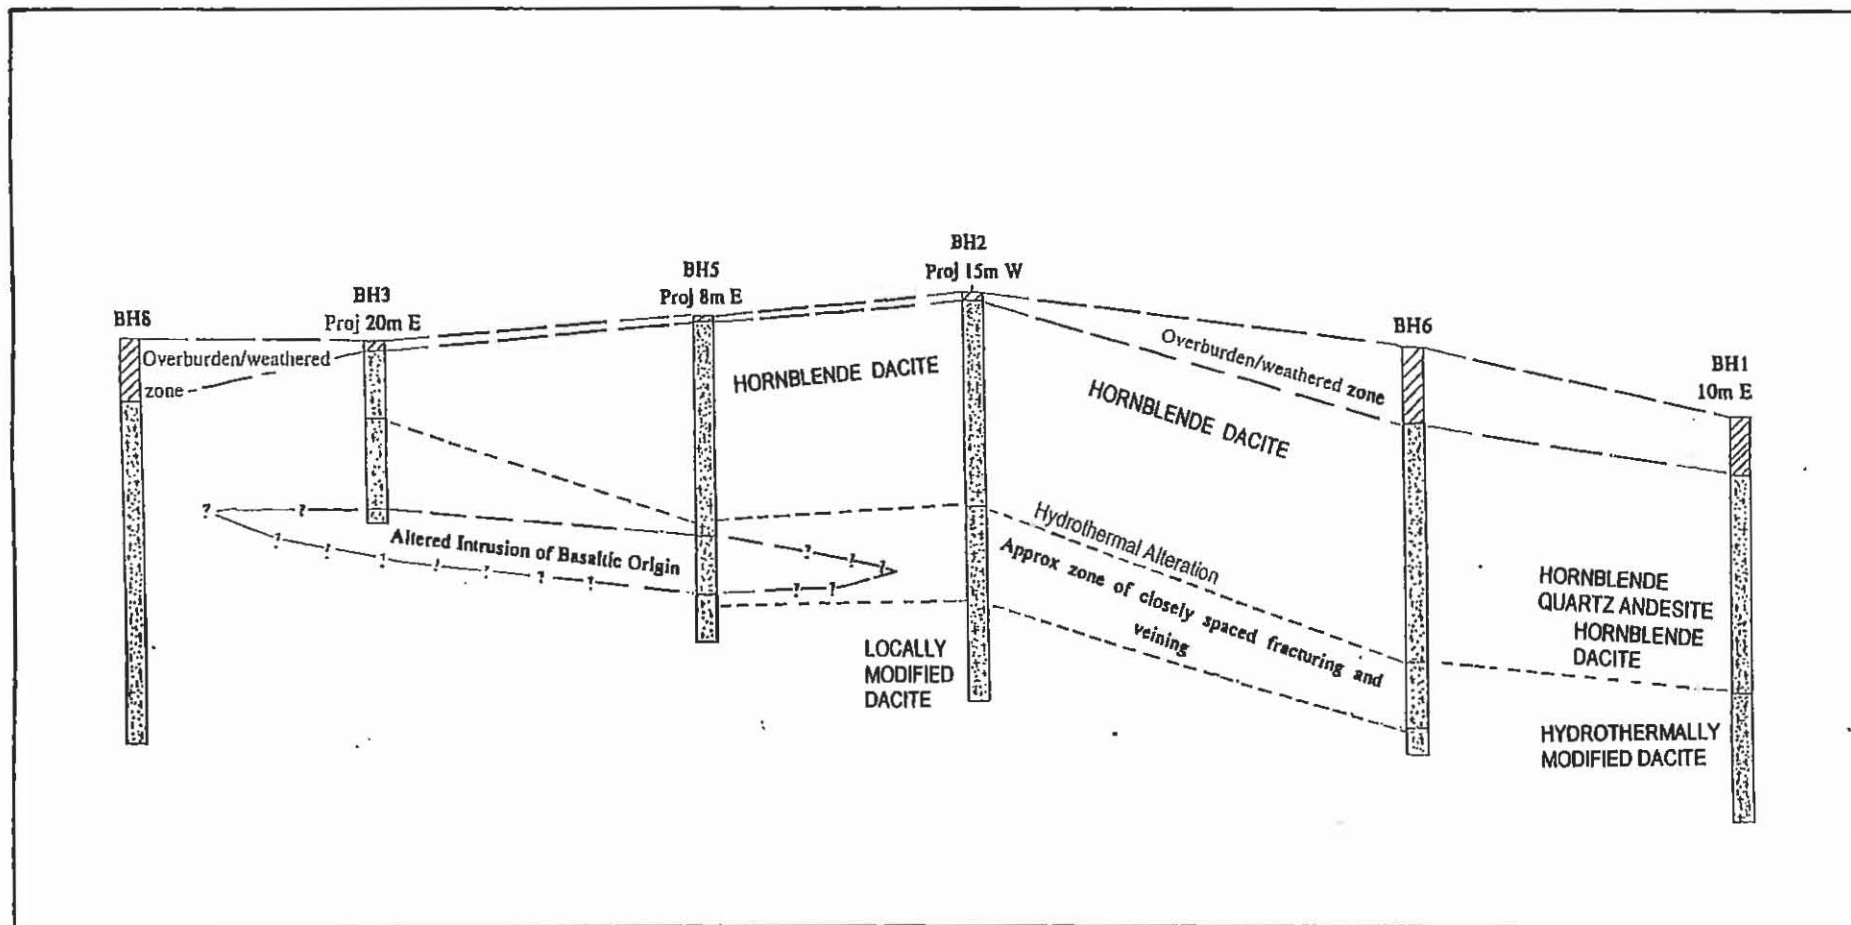 BH2
Proj 15m W
BH5
Proj 8m E
BH3
Proj 20m E
BH8
BH6
BH1
10m E
Overburden/weathered
zone
HORNBLENDE DACITE
Overburden/weathered zone
HORNBLENDE DACITE
? ?
Altered Intrusion of Basaltic Origin
? ? ? ? ? ? ?
? ? ?
? ?
Hydrothermal Alteration
Approx zone of closely spaced fracturing and
veining
LOCALLY
MODIFIED
DACITE
HORNBLENDE
QUARTZ ANDESITE
HORNBLENDE
DACITE
HYDROTHERMALLY
MODIFIED DACITE